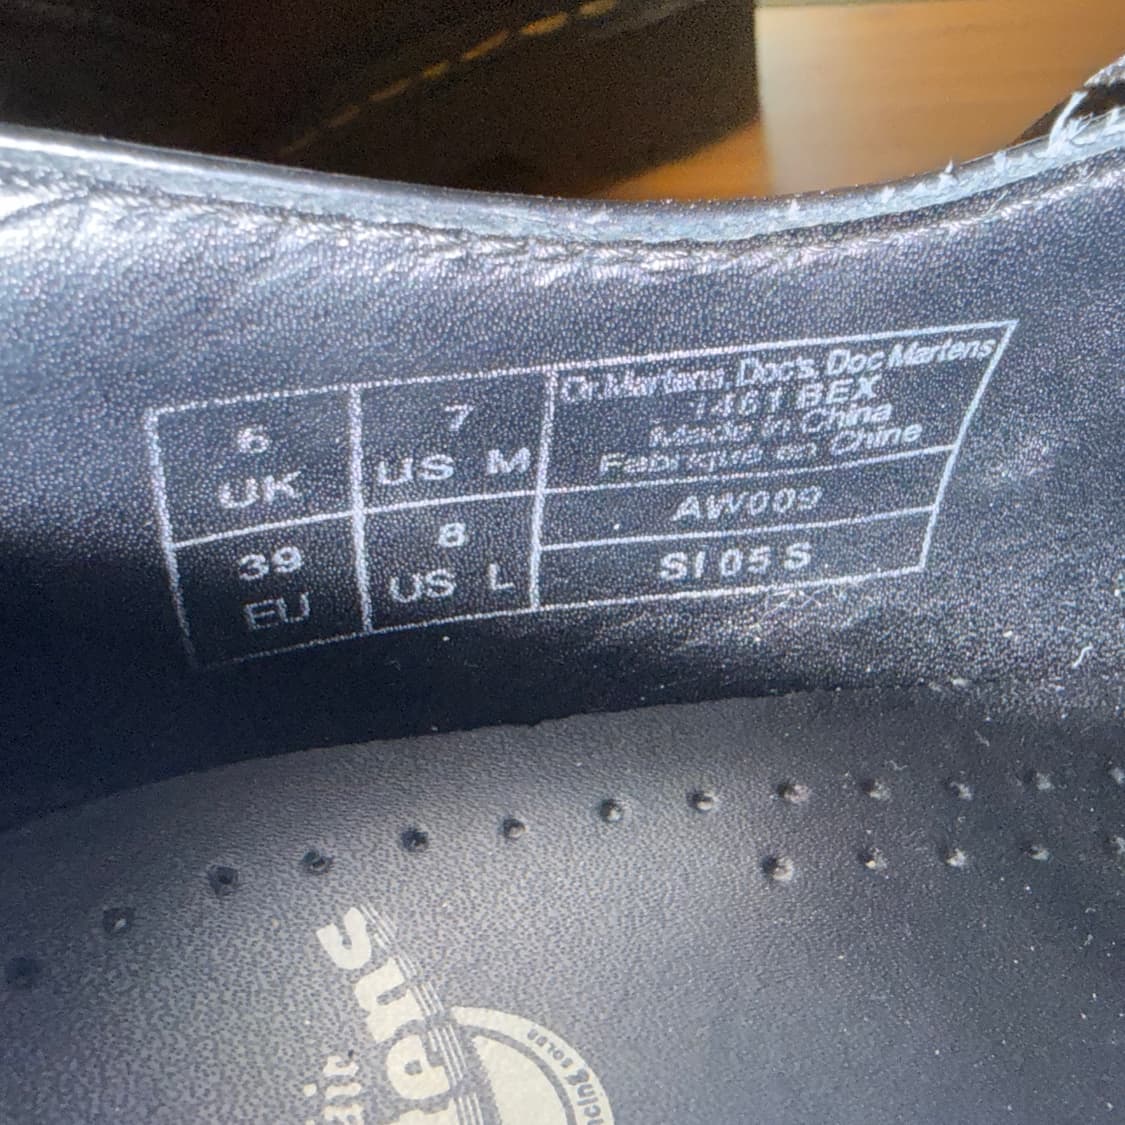 6
UK
7
US M
39
EU
8
US L
Dr.Martens, Doc's, Doc Martens
1461 BEX
Made in China
Fabriqué en Chine
AW009
SI 05 S